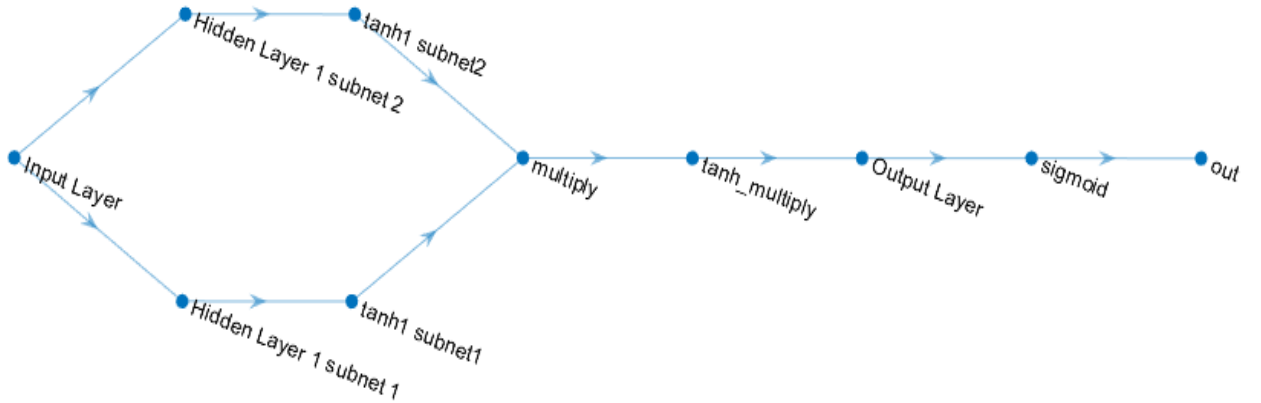 Hidden Layer 1 subnet 2
tanh1 subnet2
Input Layer
multiply
tanh_multiply
Output Layer
sigmoid
out
Hidden Layer 1 subnet 1
tanh1 subnet1